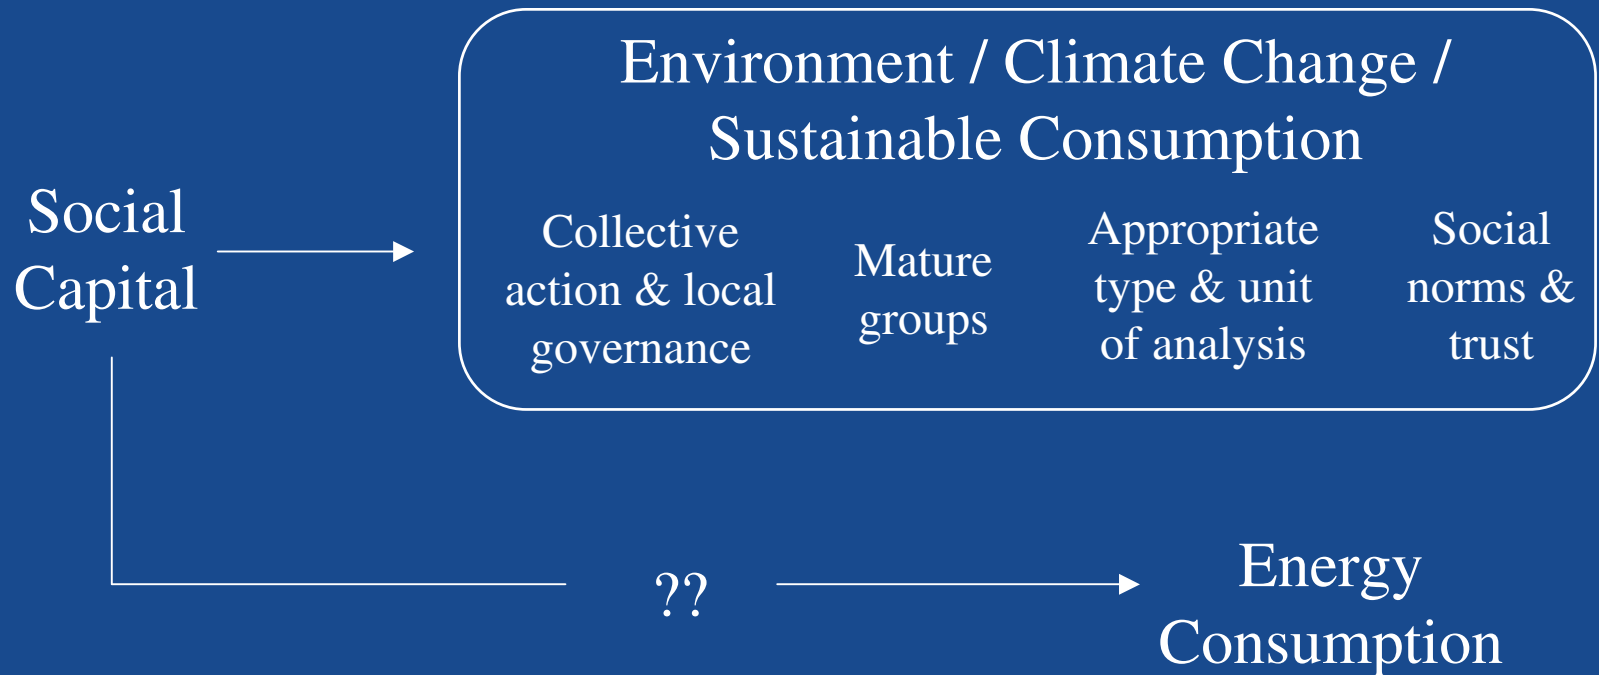 Environment / Climate Change /
Sustainable Consumption
Social
Capital
Collective
action & local
governance
Mature
groups
Appropriate
type & unit
of analysis
Social
norms &
trust
??
Energy
Consumption